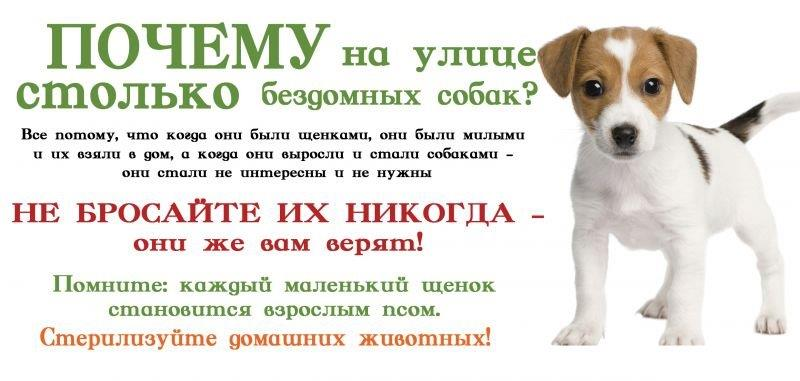 ПОЧЕМУ на улице
столько бездомных собак?
Все потому, что когда они были щенками, они были милыми
и их взяли в дом, а когда они выросли и стали собаками -
они стали не интересны и не нужны
НЕ БРОСАЙТЕ ИХ НИКОГДА -
они же вам верят!
Помните: каждый маленький щенок
становится взрослым псом.
Стерилизуйте домашних животных!